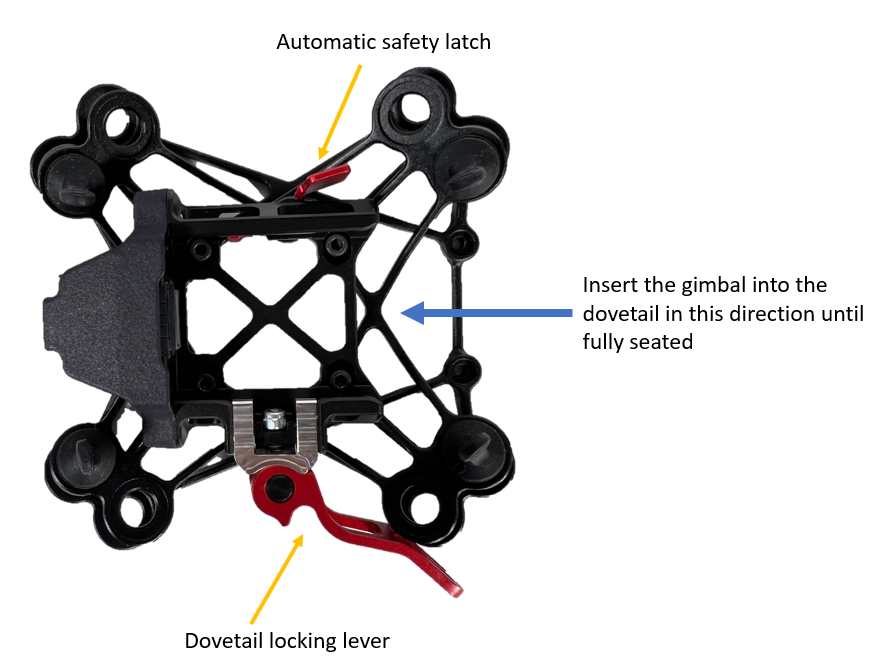 Automatic safety latch
Insert the gimbal into the
dovetail in this direction until
fully seated
Dovetail locking lever